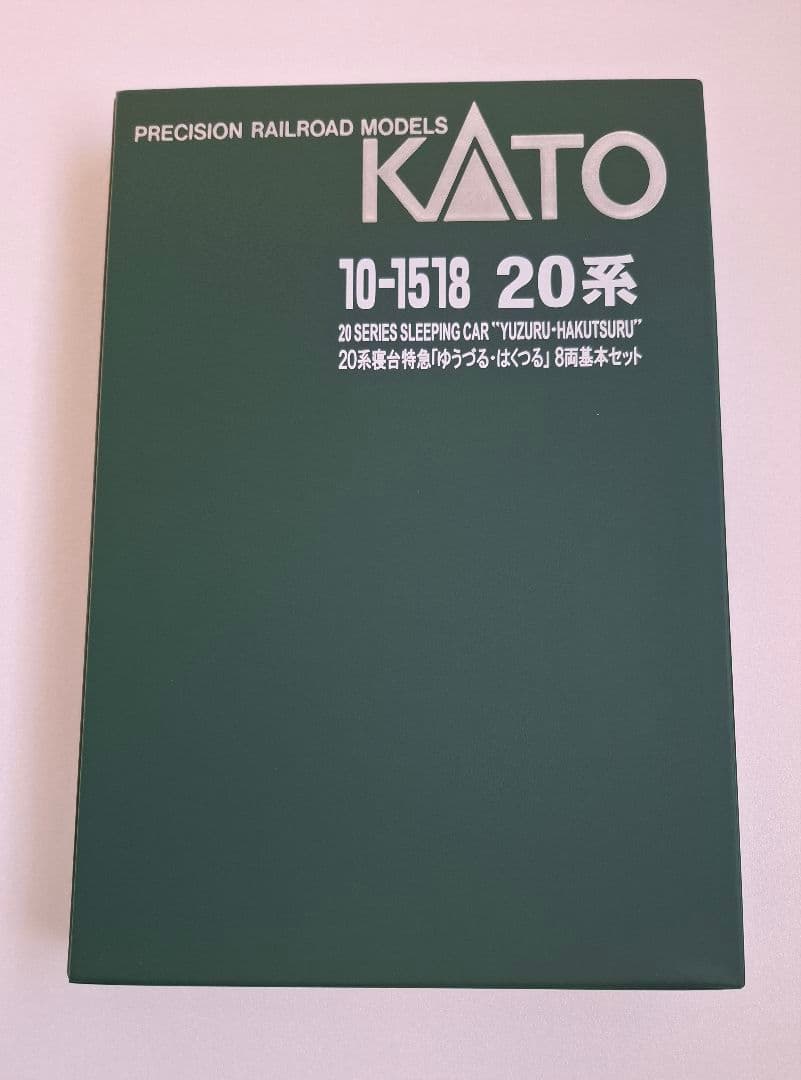 PRECISION RAILROAD MODELS
KATO
10-1518 20系
20 SERIES SLEEPING CAR "YUZURU・HAKUTSURU"
20系寝台特急「ゆうづる・はくつる」 8両基本セット